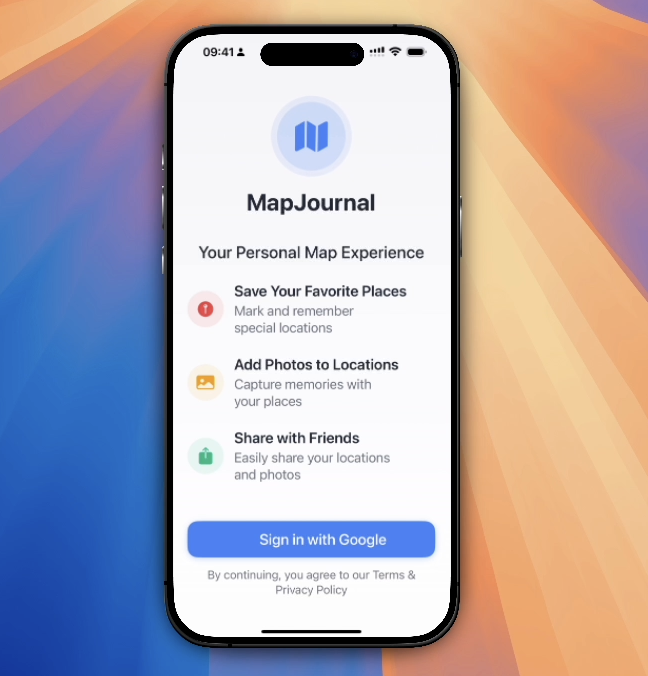 09:41
MapJournal
Your Personal Map Experience
Save Your Favorite Places
Mark and remember
special locations
Add Photos to Locations
Capture memories with
your places
Share with Friends
Easily share your locations
and photos
Sign in with Google
By continuing, you agree to our Terms &
Privacy Policy